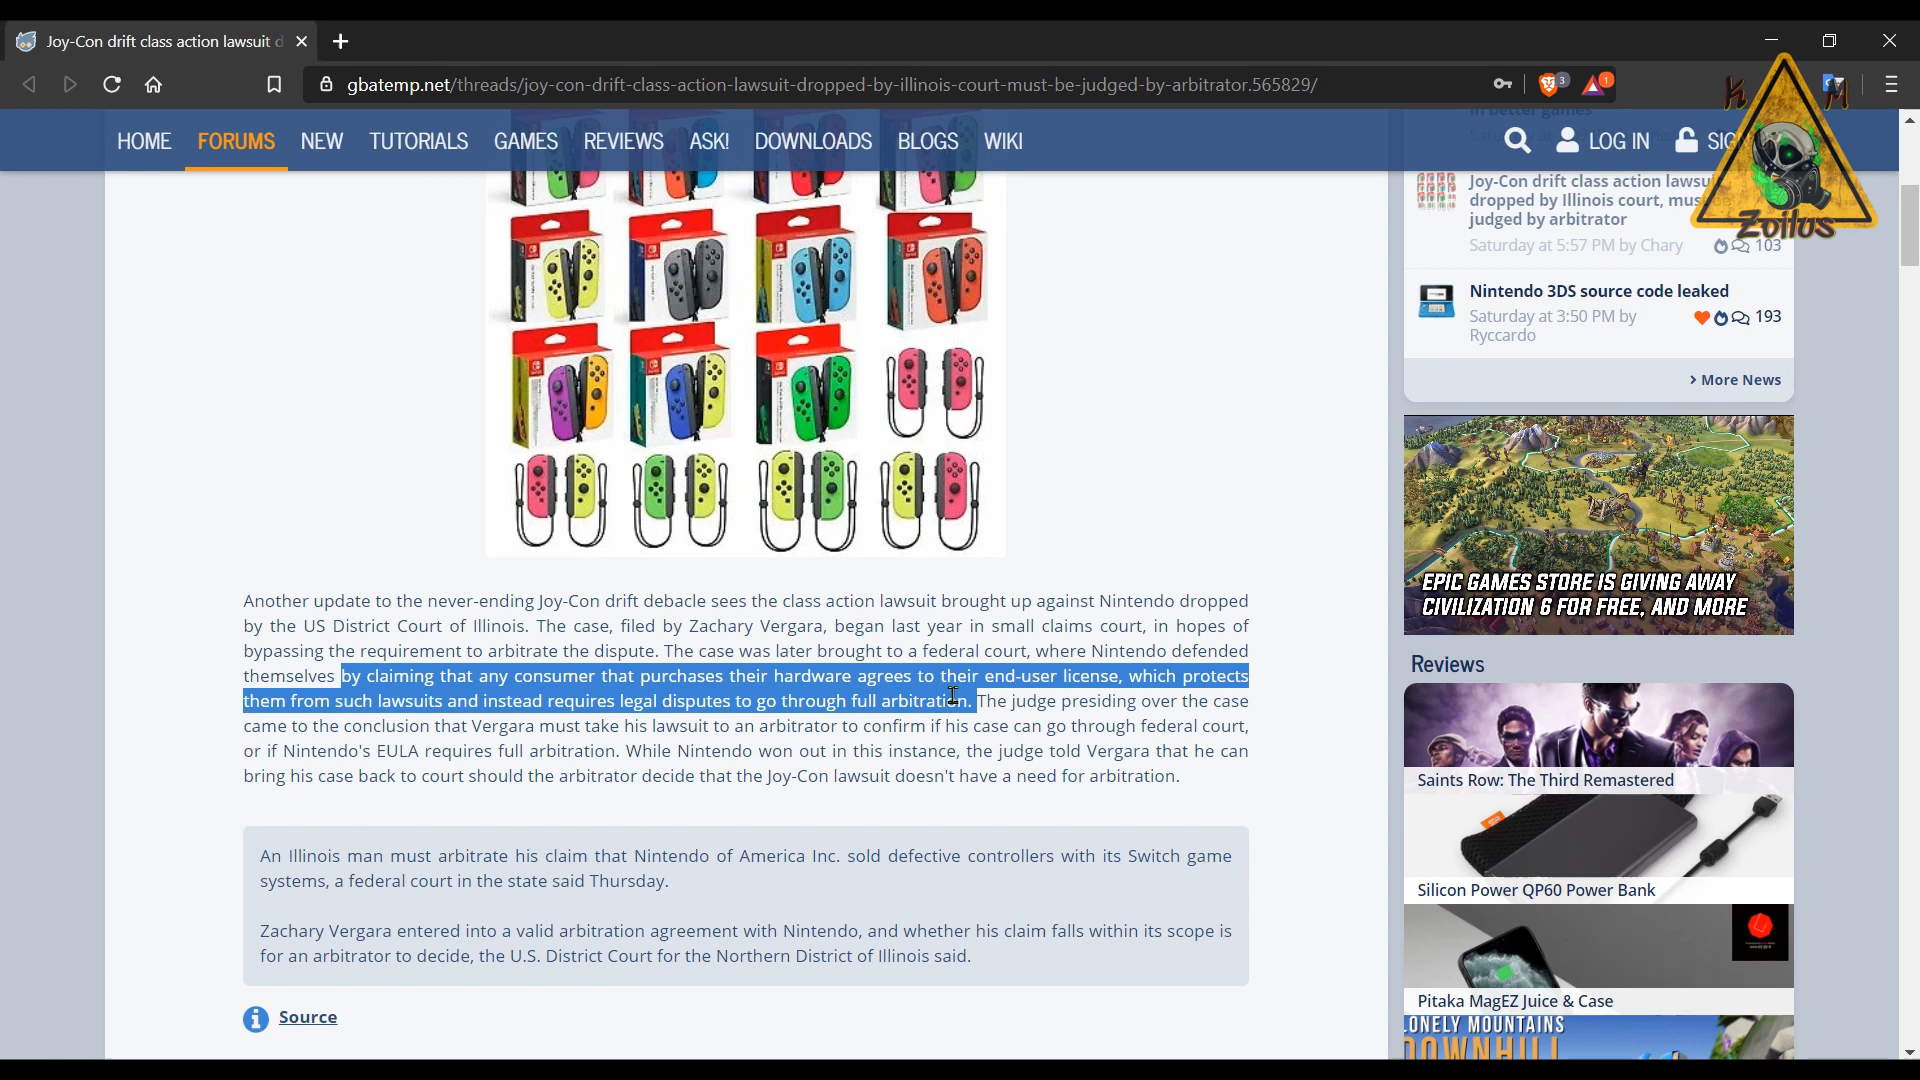 Joy-Con drift class action lawsuit d
gbatemp.net/threads/joy-con-drift-class-action-lawsuit-dropped-by-illinois-court-must-be-judged-by-arbitrator.565829/
3
1
K M
Zoilus
HOME FORUMS NEW TUTORIALS GAMES REVIEWS ASK! DOWNLOADS BLOGS WIKI
LOG IN
in better games
Joy-Con drift class action lawsu
dropped by Illinois court, mus
judged by arbitrator
Saturday at 5:57 PM by Chary 103
Nintendo 3DS source code leaked
Saturday at 3:50 PM by 193
Ryccardo
> More News
EPIC GAMES STORE IS GIVING AWAY
CIVILIZATION 6 FOR FREE, AND MORE
Another update to the never-ending Joy-Con drift debacle sees the class action lawsuit brought up against Nintendo dropped
by the US District Court of Illinois. The case, filed by Zachary Vergara, began last year in small claims court, in hopes of
bypassing the requirement to arbitrate the dispute. The case was later brought to a federal court, where Nintendo defended
themselves by claiming that any consumer that purchases their hardware agrees to their end-user license, which protects
them from such lawsuits and instead requires legal disputes to go through full arbitration. The judge presiding over the case
came to the conclusion that Vergara must take his lawsuit to an arbitrator to confirm if his case can go through federal court,
or if Nintendo's EULA requires full arbitration. While Nintendo won out in this instance, the judge told Vergara that he can
bring his case back to court should the arbitrator decide that the Joy-Con lawsuit doesn't have a need for arbitration.
An Illinois man must arbitrate his claim that Nintendo of America Inc. sold defective controllers with its Switch game
systems, a federal court in the state said Thursday.
Zachary Vergara entered into a valid arbitration agreement with Nintendo, and whether his claim falls within its scope is
for an arbitrator to decide, the U.S. District Court for the Northern District of Illinois said.
Source
Reviews
Saints Row: The Third Remastered
Silicon Power QP60 Power Bank
Pitaka MagEZ Juice & Case
LONELY MOUNTAINS
DOWNHILL